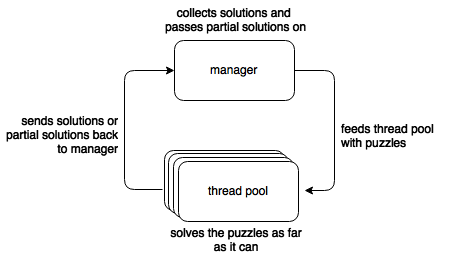 collects solutions and
passes partial solutions on
manager
sends solutions or
partial solutions back
to manager
feeds thread pool
with puzzles
thread pool
solves the puzzles as far
as it can